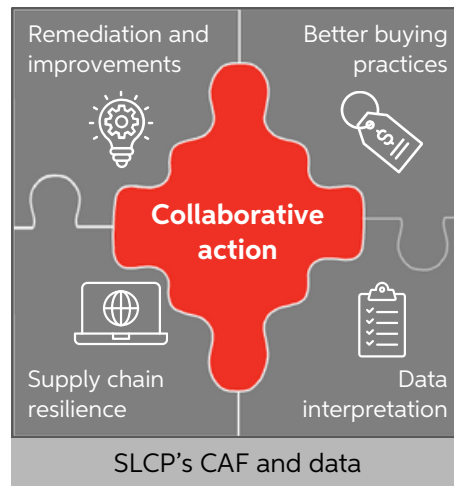 Remediation and
improvements
Better buying
practices
Collaborative
action
Supply chain
resilience
Data
interpretation
SLCP's CAF and data